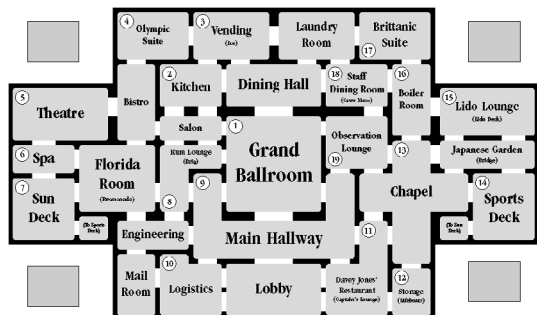 4
Olympic
Suite
3
Vending
(Ice)
Laundry
Room
Brittanic
Suite
17
2
Kitchen
Dining Hall
18
Staff
Dining Room
(Crew Mess)
16
Boiler
Room
Bistro
5
Theatre
15
Lido Lounge
(Lido Deck)
Salon
1
Grand
Ballroom
Observation
Lounge
19
6
Spa
Florida
Room
(Promenade)
Rum Lounge
(Brig)
13
Japanese Garden
(Bridge)
7
Sun
Deck
8
9
Chapel
14
Sports
Deck
(To Sports
Deck)
(To Sun
Deck)
Engineering
Main Hallway
11
Mail
Room
10
Logistics
Lobby
Davey Jones'
Restaurant
(Captain's Lounge)
12
Storage
(Lifeboats)